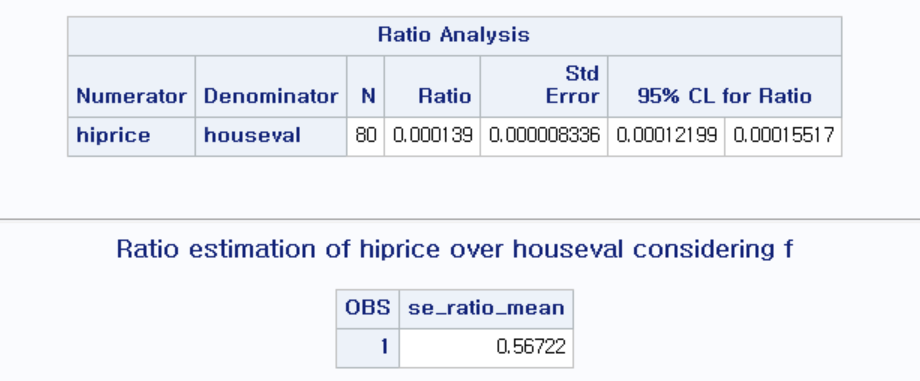 Ratio Analysis
Numerator Denominator N Ratio Std Error 95% CL for Ratio
hiprice houseval 80 0.000139 0.000008336 0.00012199 0.00015517
Ratio estimation of hiprice over houseval considering f
OBS se_ratio_mean
1 0.56722